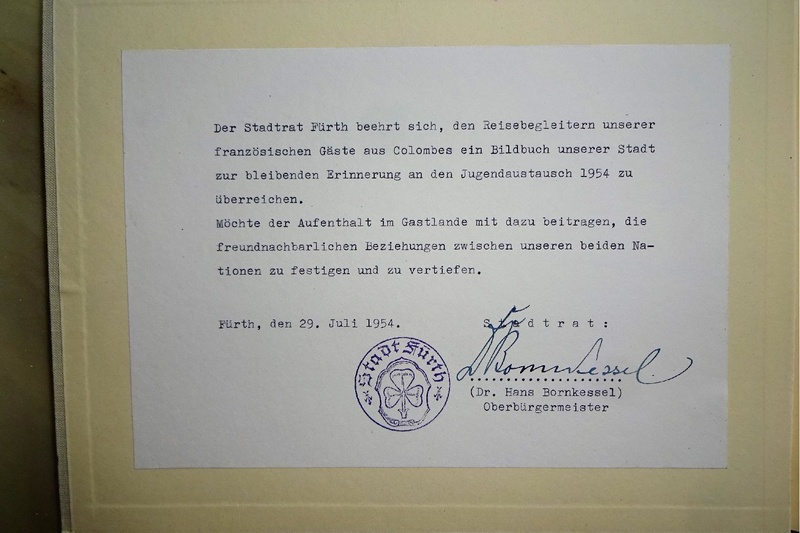 Der Stadtrat Fürth beehrt sich, den Reisebegleitern unserer
französischen Gäste aus Colombes ein Bildbuch unserer Stadt
zur bleibenden Erinnerung an den Jugendaustausch 1954 zu
überreichen.
Möchte der Aufenthalt im Gastlande mit dazu beitragen, die
freundnachbarlichen Beziehungen zwischen unseren beiden Na-
tionen zu festigen und zu vertiefen.
Fürth, den 29. Juli 1954.
S t a d t r a t :
Stadt Fürth
D Bornkessel.
(Dr. Hans Bornkessel)
Oberbürgermeister